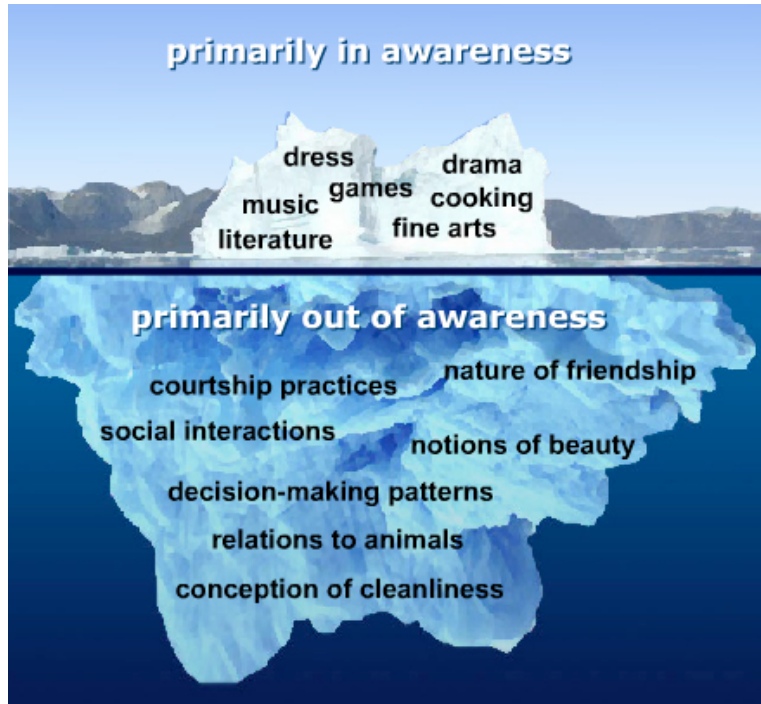 primarily in awareness
dress
drama
games
cooking
music
fine arts
literature
primarily out of awareness
nature of friendship
courtship practices
social interactions
notions of beauty
decision-making patterns
relations to animals
conception of cleanliness